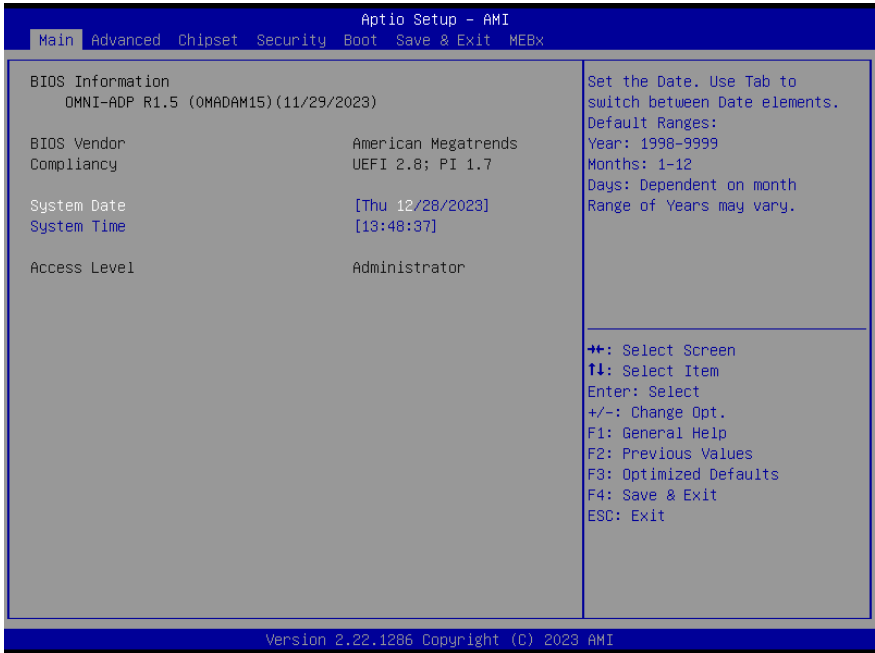 Aptio Setup – AMI
Main Advanced Chipset Security Boot Save & Exit MEBx
BIOS Information
OMNI-ADP R1.5 (OMADAM15)(11/29/2023)
BIOS Vendor American Megatrends
Compliancy UEFI 2.8; PI 1.7
System Date [Thu 12/28/2023]
System Time [13:48:37]
Access Level Administrator
Set the Date. Use Tab to
switch between Date elements.
Default Ranges:
Year: 1998-9999
Months: 1-12
Days: Dependent on month
Range of Years may vary.
→←: Select Screen
↑↓: Select Item
Enter: Select
+/-: Change Opt.
F1: General Help
F2: Previous Values
F3: Optimized Defaults
F4: Save & Exit
ESC: Exit
Version 2.22.1286 Copyright (C) 2023 AMI